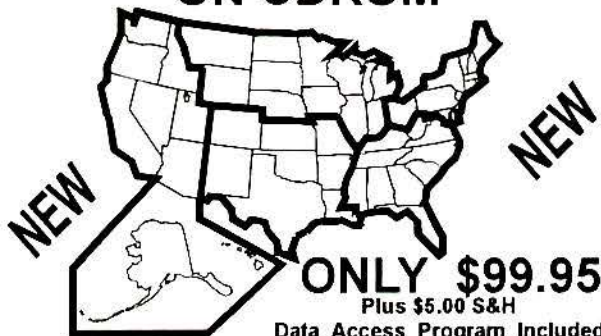 ON CDROM
NEW
NEW
ONLY $99.95
Plus $5.00 S&H
Data Access Program Included